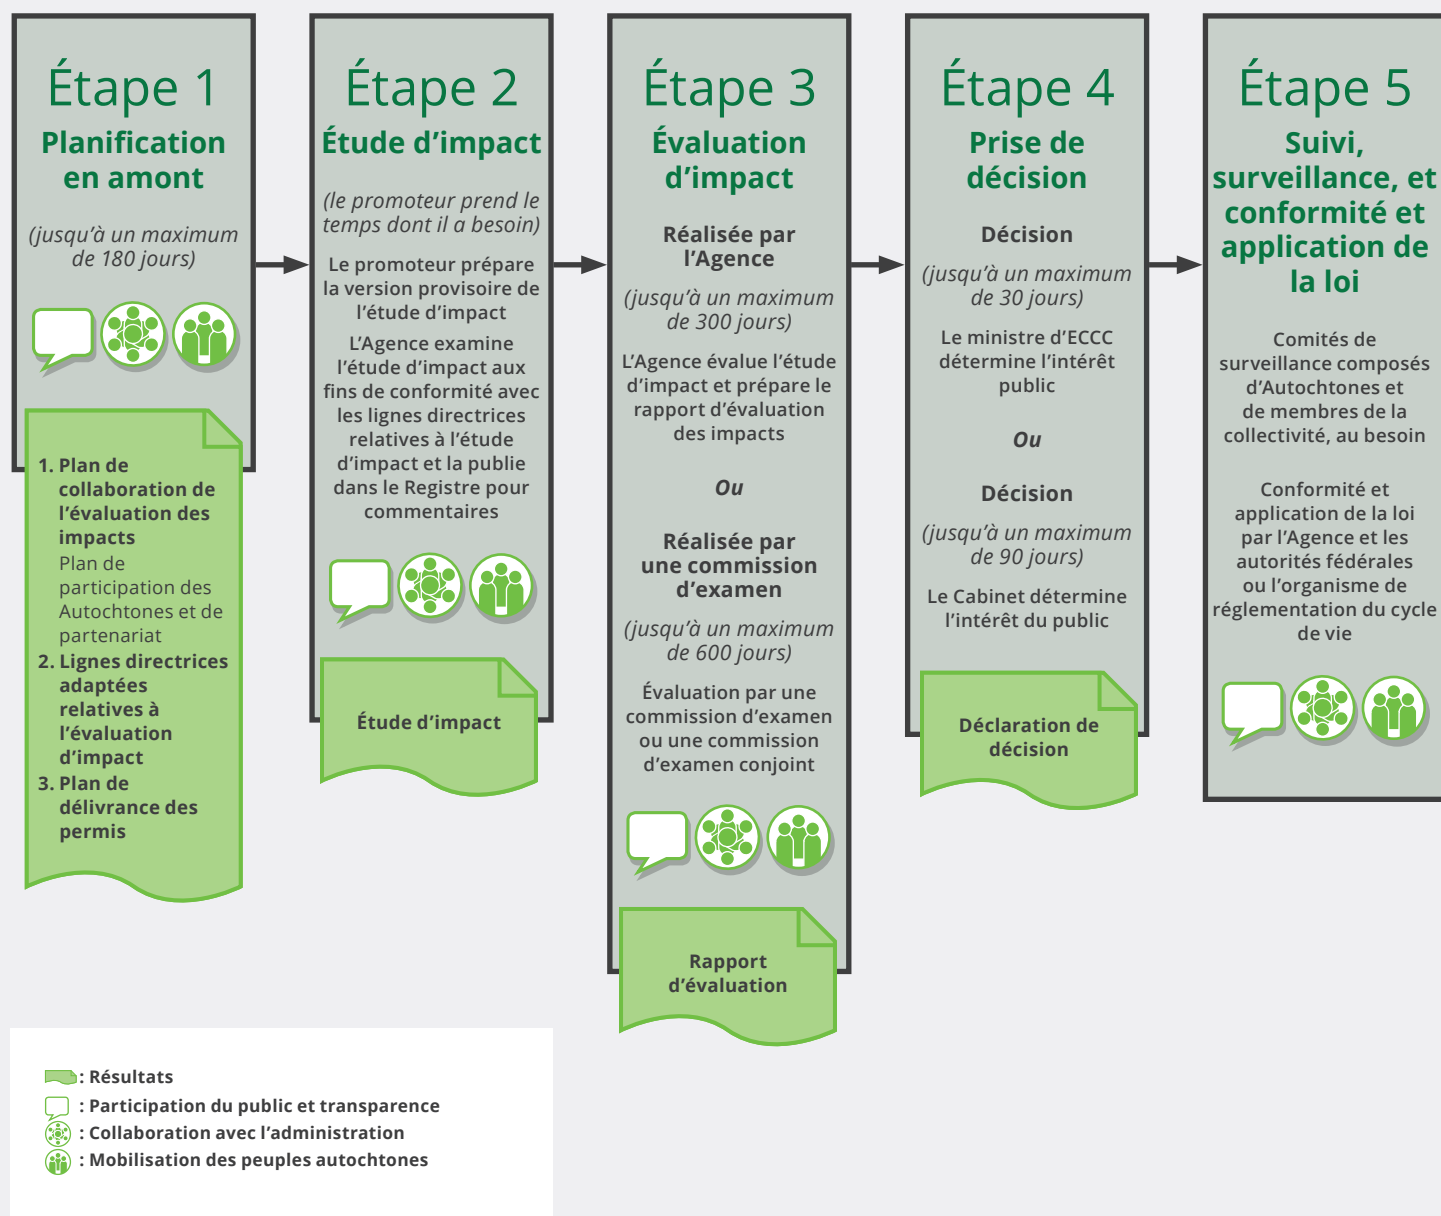 Étape 1
Planification
en amont
(jusqu’à un maximum
de 180 jours)
1. Plan de
collaboration de
l’évaluation des
impacts
Plan de
participation des
Autochtones et de
partenariat
2. Lignes directrices
adaptées
relatives à
l’évaluation
d’impact
3. Plan de
délivrance des
permis
Étape 2
Étude d’impact
(le promoteur prend le
temps dont il a besoin)
Le promoteur prépare
la version provisoire de
l’étude d’impact
L’Agence examine
l’étude d’impact aux
fins de conformité avec
les lignes directrices
relatives à l’étude
d’impact et la publie
dans le Registre pour
commentaires
Étude d’impact
Étape 3
Évaluation
d’impact
Réalisée par
l’Agence
(jusqu’à un maximum
de 300 jours)
L’Agence évalue l’étude
d’impact et prépare le
rapport d’évaluation
des impacts
Ou
Réalisée par
une commission
d’examen
(jusqu’à un maximum
de 600 jours)
Évaluation par une
commission d’examen
ou une commission
d’examen conjoint
Rapport
d’évaluation
Étape 4
Prise de
décision
Décision
(jusqu’à un maximum
de 30 jours)
Le ministre d’ECCC
détermine l’intérêt
public
Ou
Décision
(jusqu’à un maximum
de 90 jours)
Le Cabinet détermine
l’intérêt du public
Déclaration de
décision
Étape 5
Suivi,
surveillance, et
conformité et
application de
la loi
Comités de
surveillance composés
d’Autochtones et
de membres de la
collectivité, au besoin
Conformité et
application de la loi
par l’Agence et les
autorités fédérales
ou l’organisme de
réglementation du cycle
de vie
: Résultats
: Participation du public et transparence
: Collaboration avec l’administration
: Mobilisation des peuples autochtones